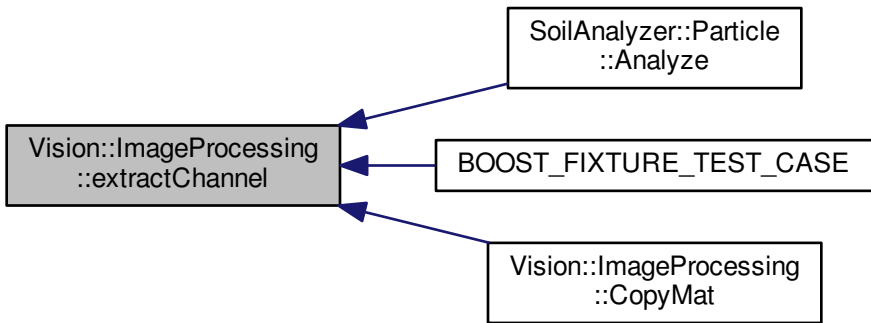 SoilAnalyzer::Particle
::Analyze
Vision::ImageProcessing
::extractChannel
BOOST_FIXTURE_TEST_CASE
Vision::ImageProcessing
::CopyMat